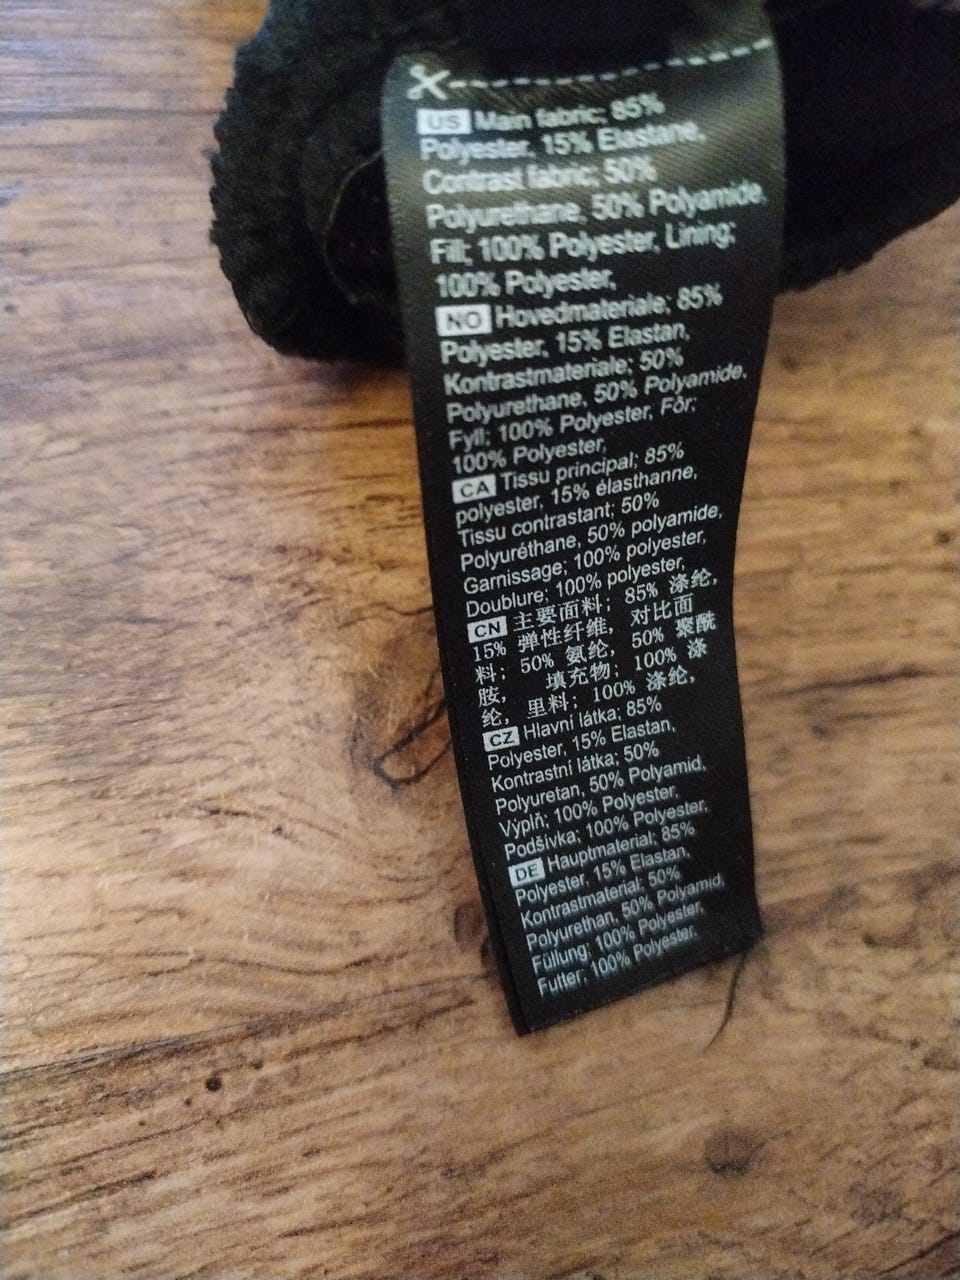 US Main fabric; 85%
Polyester, 15% Elastane,
Contrast fabric; 50%
Polyurethane, 50% Polyamide,
Fill; 100% Polyester, Lining;
100% Polyester,
NO Hovedmateriale; 85%
Polyester, 15% Elastan,
Kontrastmateriale; 50%
Polyurethane, 50% Polyamide,
Fyll; 100% Polyester, Fôr;
100% Polyester,
CA Tissu principal; 85%
polyester, 15% élasthanne,
Tissu contrastant; 50%
Polyuréthane, 50% polyamide,
Garnissage; 100% polyester,
Doublure; 100% polyester,
CN 主要面料; 85% 涤纶,
15% 弹性纤维, 对比面
料; 50% 氨纶, 50% 聚酰
胺, 填充物; 100% 涤
纶, 里料; 100% 涤纶,
CZ Hlavní látka; 85%
Polyester, 15% Elastan,
Kontrastní látka; 50%
Polyuretan, 50% Polyamid,
Výplň; 100% Polyester,
Podšívka; 100% Polyester,
DE Hauptmaterial; 85%
Polyester, 15% Elastan,
Kontrastmaterial; 50%
Polyurethan, 50% Polyamid,
Füllung; 100% Polyester,
Futter; 100% Polyester,